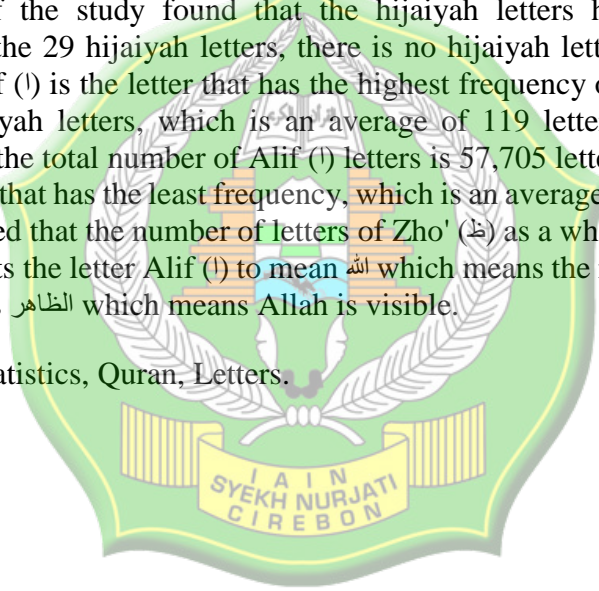 f the study found that the hijaiyah letters h
the 29 hijaiyah letters, there is no hijaiyah lett
f (ا) is the letter that has the highest frequency o
yah letters, which is an average of 119 letter
the total number of Alif (ا) letters is 57,705 lette
that has the least frequency, which is an average
ed that the number of letters of Zho' (ظ) as a wh
ts the letter Alif (ا) to mean الله which means the
الظاهر which means Allah is visible.
atistics, Quran, Letters.
IAIN
SYEKH NURJATI
CIREBON